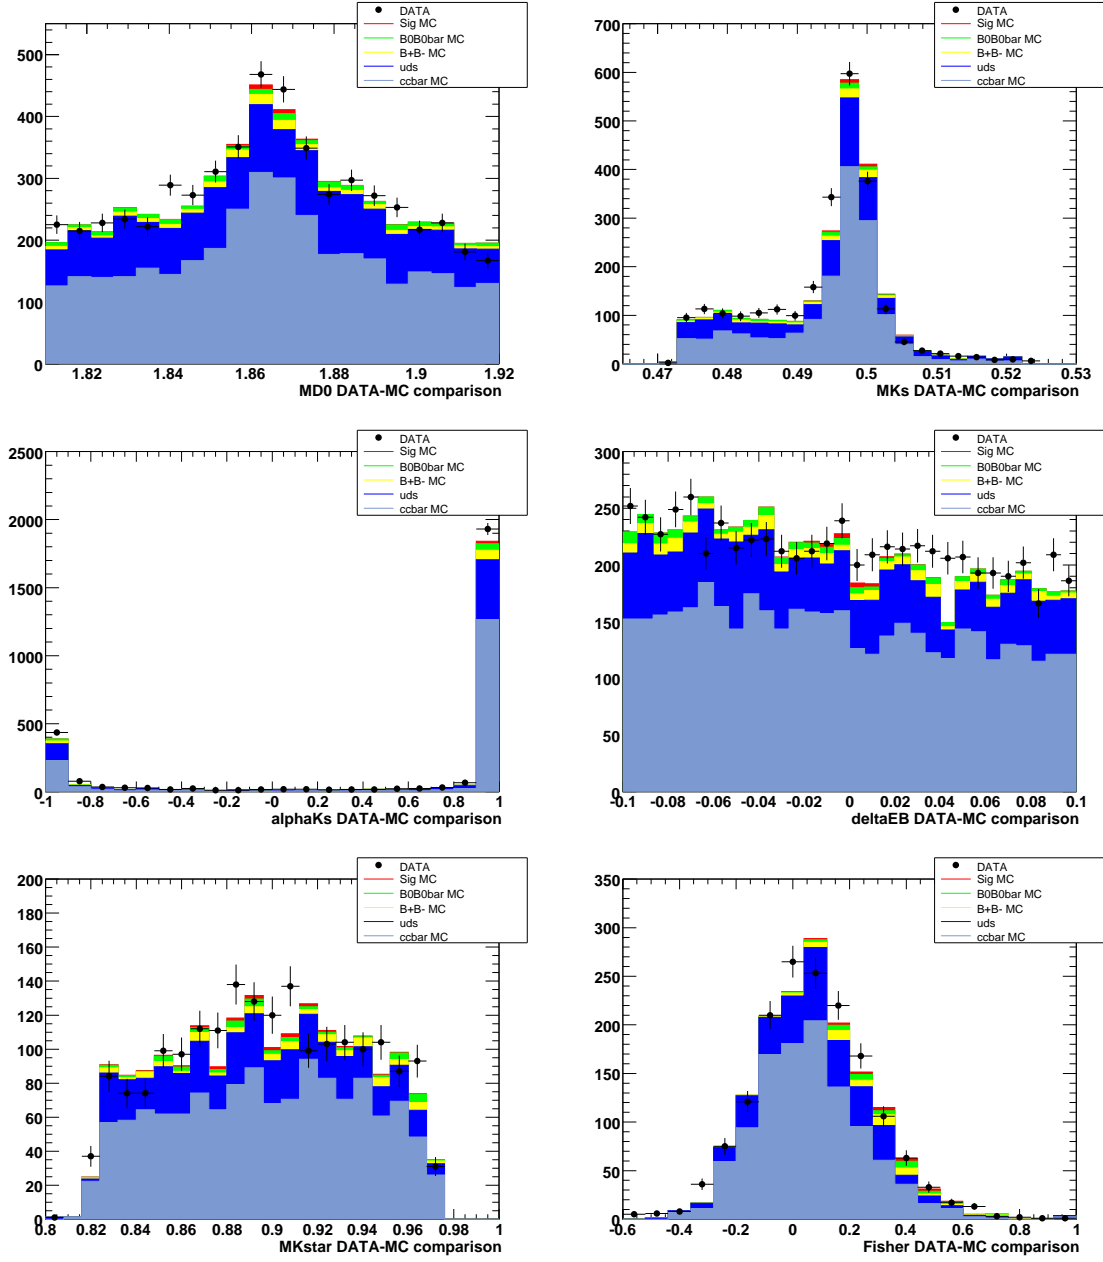 DATA
Sig MC
B0B0bar MC
B+B- MC
uds
ccbar MC
500
400
300
200
100
0
1.82 1.84 1.86 1.88 1.9 1.92
MD0 DATA-MC comparison
DATA
Sig MC
B0B0bar MC
B+B- MC
uds
ccbar MC
700
600
500
400
300
200
100
0
0.47 0.48 0.49 0.5 0.51 0.52 0.53
MKs DATA-MC comparison
DATA
Sig MC
B0B0bar MC
B+B- MC
uds
ccbar MC
2500
2000
1500
1000
500
0
-1 -0.8 -0.6 -0.4 -0.2 0 0.2 0.4 0.6 0.8 1
alphaKs DATA-MC comparison
DATA
Sig MC
B0B0bar MC
B+B- MC
uds
ccbar MC
300
250
200
150
100
50
0
-0.1 -0.08 -0.06 -0.04 -0.02 0 0.02 0.04 0.06 0.08 0.1
deltaEB DATA-MC comparison
DATA
Sig MC
B0B0bar MC
B+B- MC
uds
ccbar MC
200
180
160
140
120
100
80
60
40
20
0
0.8 0.82 0.84 0.86 0.88 0.9 0.92 0.94 0.96 0.98 1
MKstar DATA-MC comparison
DATA
Sig MC
B0B0bar MC
B+B- MC
uds
ccbar MC
350
300
250
200
150
100
50
0
-0.6 -0.4 -0.2 0 0.2 0.4 0.6 0.8 1
Fisher DATA-MC comparison